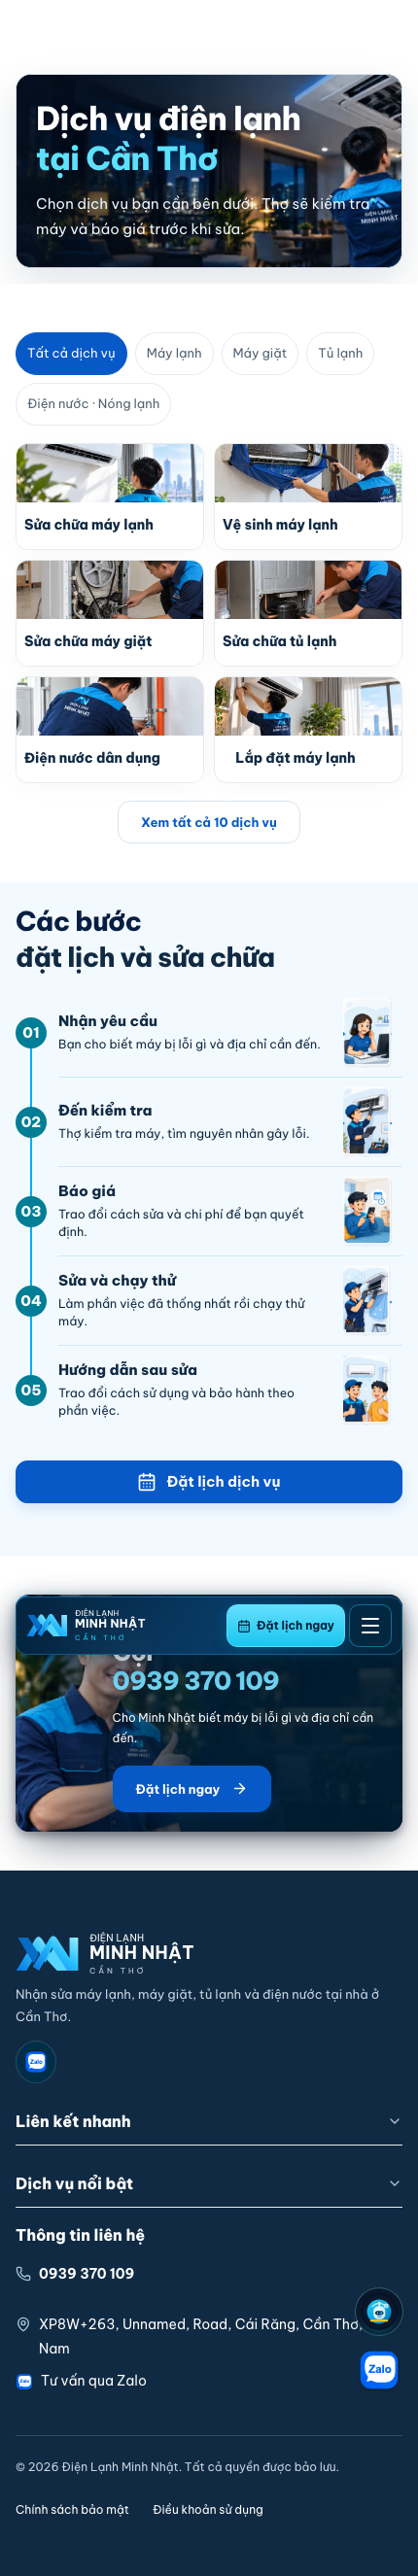 Dịch vụ điện lạnh
tại Cần Thơ
Chọn dịch vụ bạn cần bên dưới. Thợ sẽ kiểm tra
máy và báo giá trước khi sửa.
ĐIỆN LẠNH
MINH NHẬT
Tất cả dịch vụ
Máy lạnh
Máy giặt
Tủ lạnh
Điện nước · Nóng lạnh
Sửa chữa máy lạnh
Vệ sinh máy lạnh
Sửa chữa máy giặt
Sửa chữa tủ lạnh
Điện nước dân dụng
Lắp đặt máy lạnh
Xem tất cả 10 dịch vụ
Các bước
đặt lịch và sửa chữa
01
Nhận yêu cầu
Bạn cho biết máy bị lỗi gì và địa chỉ cần đến.
02
Đến kiểm tra
Thợ kiểm tra máy, tìm nguyên nhân gây lỗi.
03
Báo giá
Trao đổi cách sửa và chi phí để bạn quyết
định.
04
Sửa và chạy thử
Làm phần việc đã thống nhất rồi chạy thử
máy.
05
Hướng dẫn sau sửa
Trao đổi cách sử dụng và bảo hành theo
phần việc.
Đặt lịch dịch vụ
ĐIỆN LẠNH
MINH NHẬT
CẦN THƠ
Đặt lịch ngay
Gọi
0939 370 109
Cho Minh Nhật biết máy bị lỗi gì và địa chỉ cần
đến.
Đặt lịch ngay
ĐIỆN LẠNH
MINH NHẬT
CẦN THƠ
Nhận sửa máy lạnh, máy giặt, tủ lạnh và điện nước tại nhà ở
Cần Thơ.
Zalo
Liên kết nhanh
Dịch vụ nổi bật
Thông tin liên hệ
0939 370 109
XP8W+263, Unnamed, Road, Cái Răng, Cần Thơ,
Nam
Zalo
Zalo
Tư vấn qua Zalo
© 2026 Điện Lạnh Minh Nhật. Tất cả quyền được bảo lưu.
Chính sách bảo mật
Điều khoản sử dụng